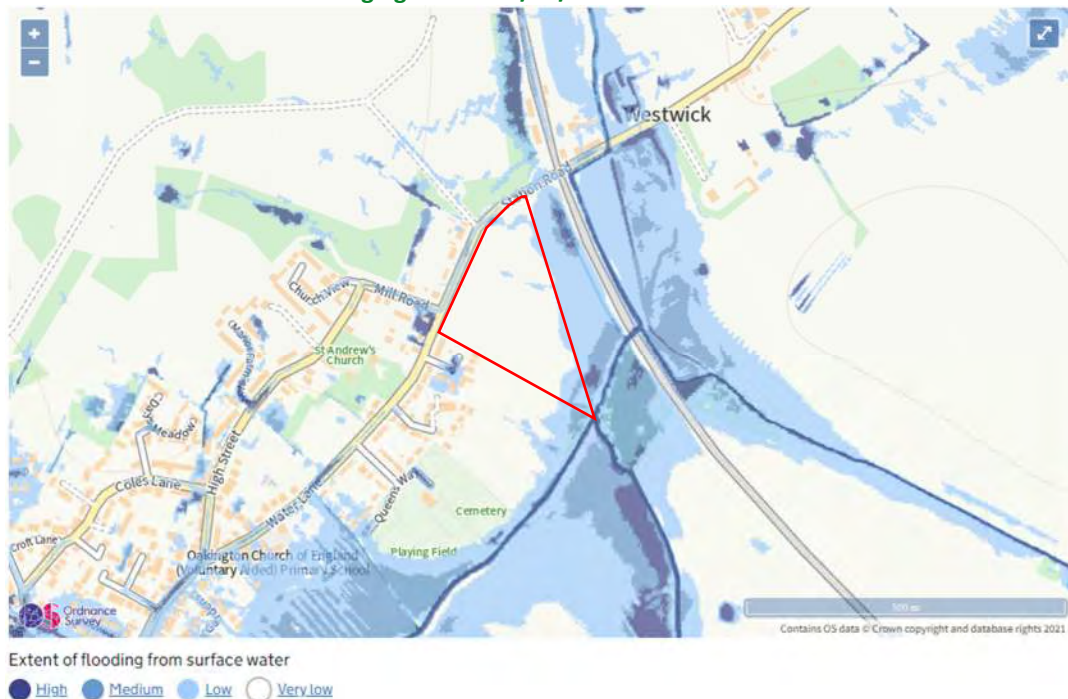 +
−
Westwick
Station Road
Church View
Mill Road
St Andrew's
Church
Meadow
High Street
Coles Lane
Water Lane
Queens Way
Cemetery
Playing Field
Croft Lane
Oakington Church of England
(Voluntary Aided) Primary School
Ordnance
Survey
Contains OS data © Crown copyright and database rights 2021
Extent of flooding from surface water
High Medium Low Very low